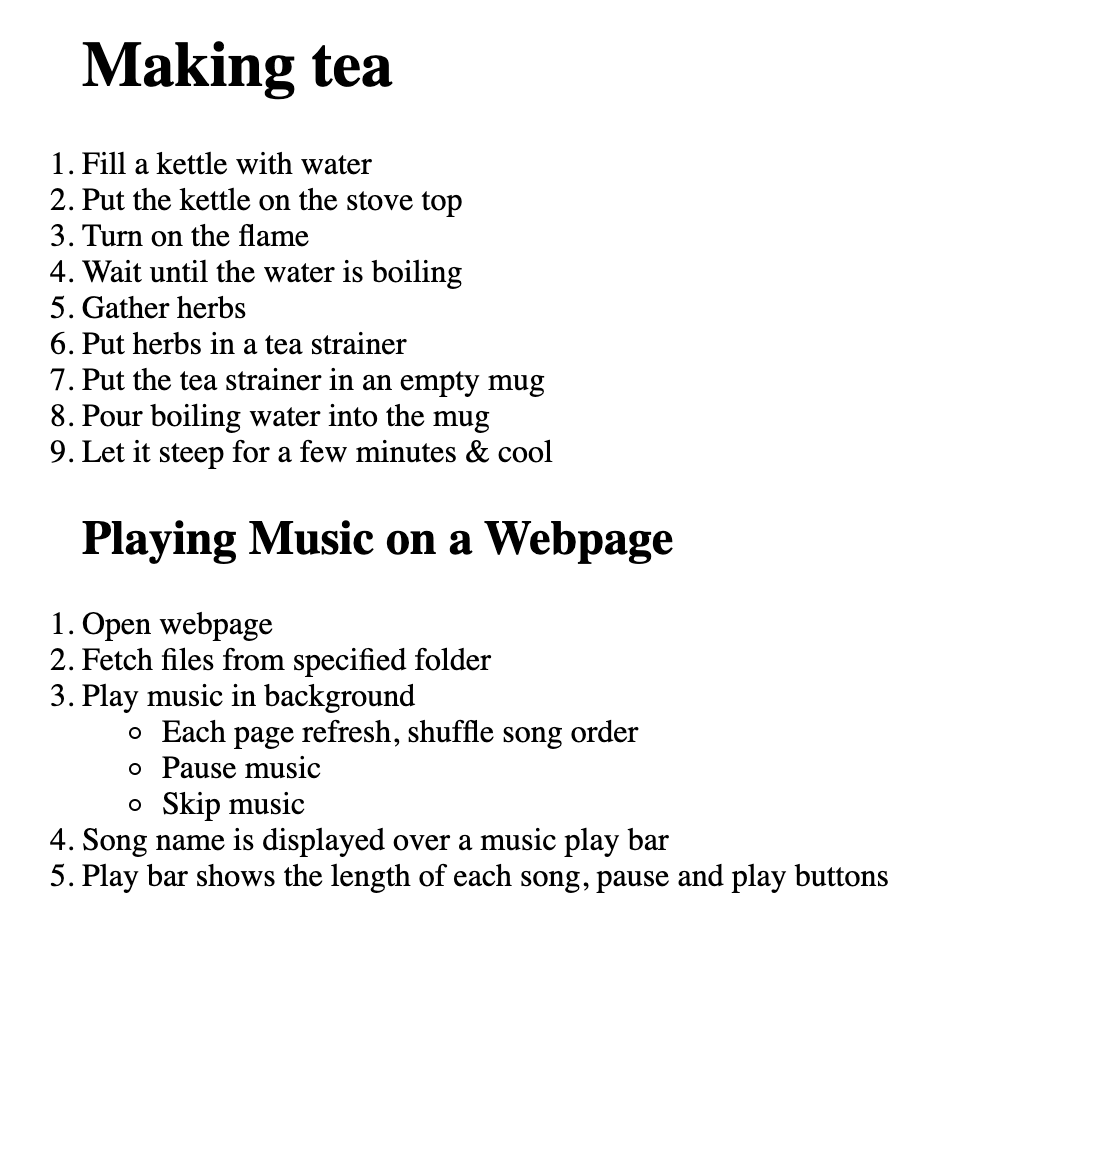 Making tea
1. Fill a kettle with water
2. Put the kettle on the stove top
3. Turn on the flame
4. Wait until the water is boiling
5. Gather herbs
6. Put herbs in a tea strainer
7. Put the tea strainer in an empty mug
8. Pour boiling water into the mug
9. Let it steep for a few minutes & cool
Playing Music on a Webpage
1. Open webpage
2. Fetch files from specified folder
3. Play music in background
◦ Each page refresh, shuffle song order
◦ Pause music
◦ Skip music
4. Song name is displayed over a music play bar
5. Play bar shows the length of each song, pause and play buttons